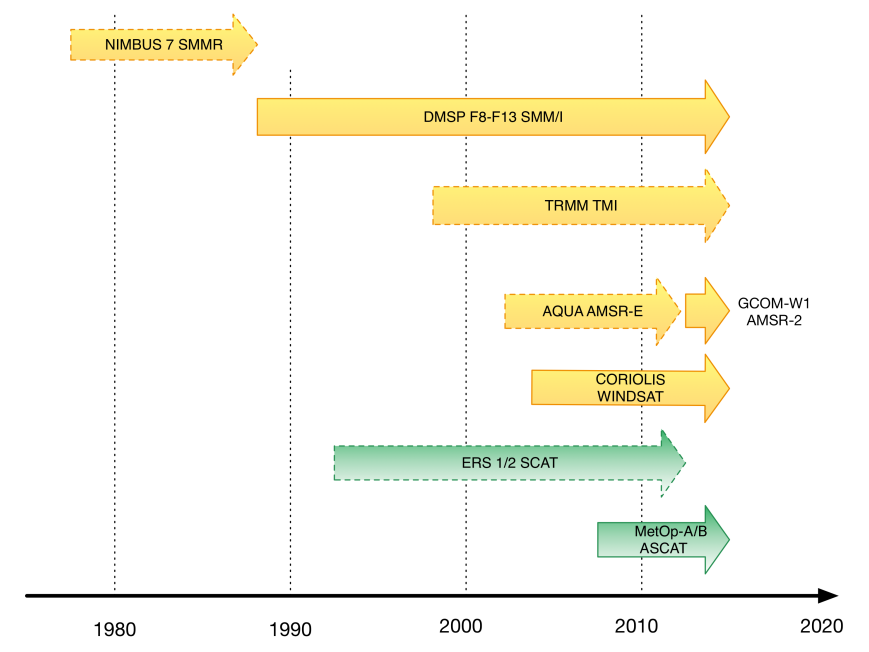 NIMBUS 7 SMMR
DMSP F8-F13 SMM/I
TRMM TMI
AQUA AMSR-E
GCOM-W1
AMSR-2
CORIOLIS
WINDSAT
ERS 1/2 SCAT
MetOp-A/B
ASCAT
1980
1990
2000
2010
2020